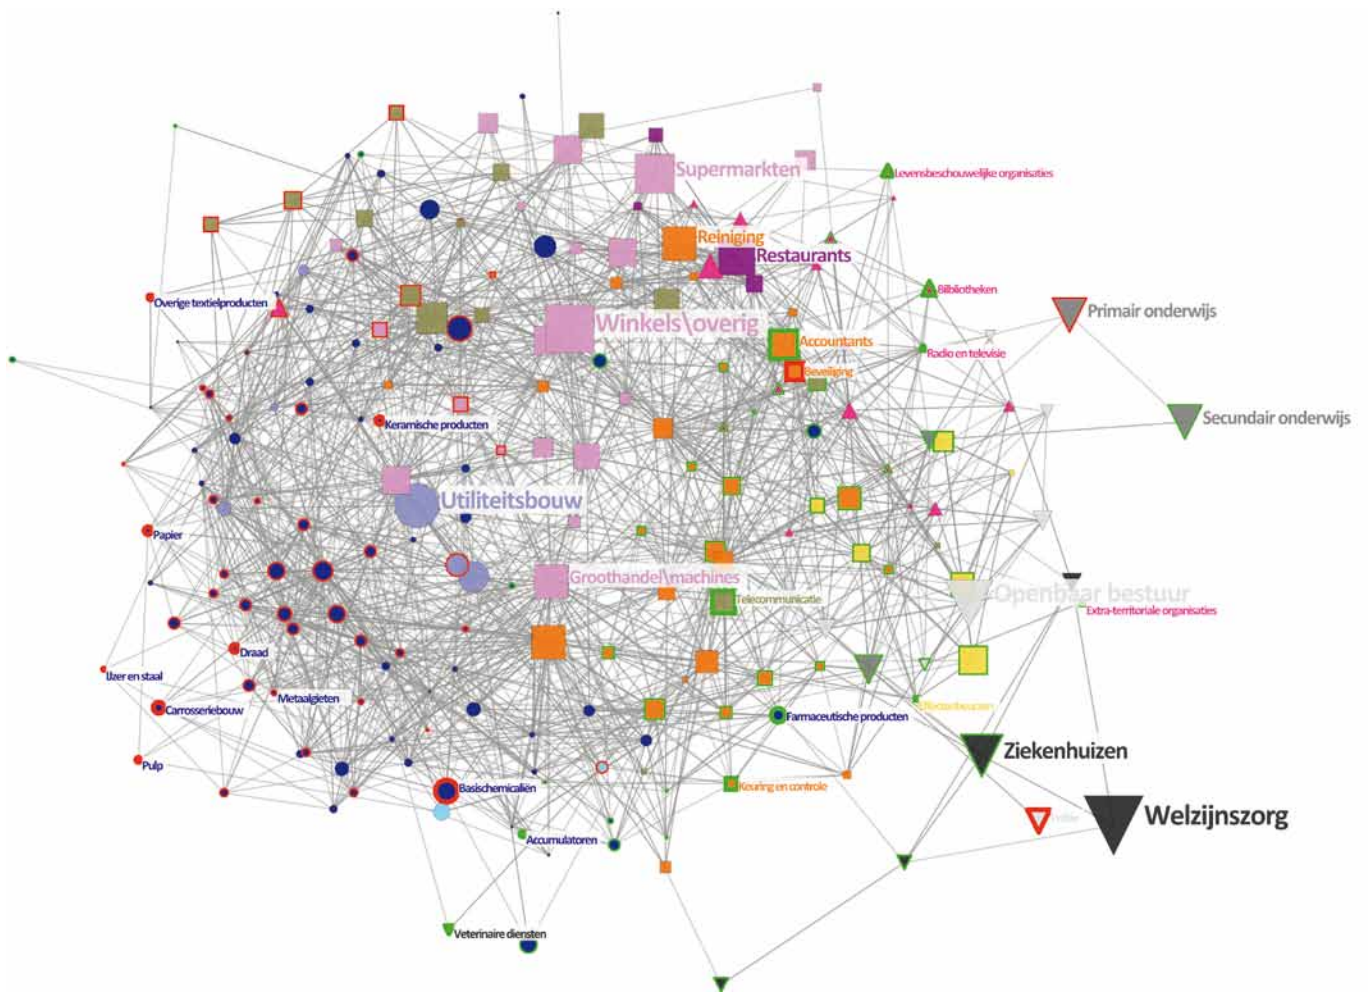 Supermarkten
Levensbeschouwelijke organisaties
Reiniging
Restaurants
Bilbliotheken
Overige textielproducten
Primair onderwijs
Winkels\overig
Accountants
Radio en televisie
Beveiliging
Secundair onderwijs
Keramische producten
Utiliteitsbouw
Papier
Groothandel\machines
Openbaar bestuur
Telecommunicatie
Extra-territoriale organisaties
Draad
IJzer en staal
Metaalgieten
Carrosseriebouw
Farmaceutische producten
Ziekenhuizen
Pulp
Basischemicaliën
Keuring en controle
Welzijnszorg
Accumulatoren
Veterinaire diensten